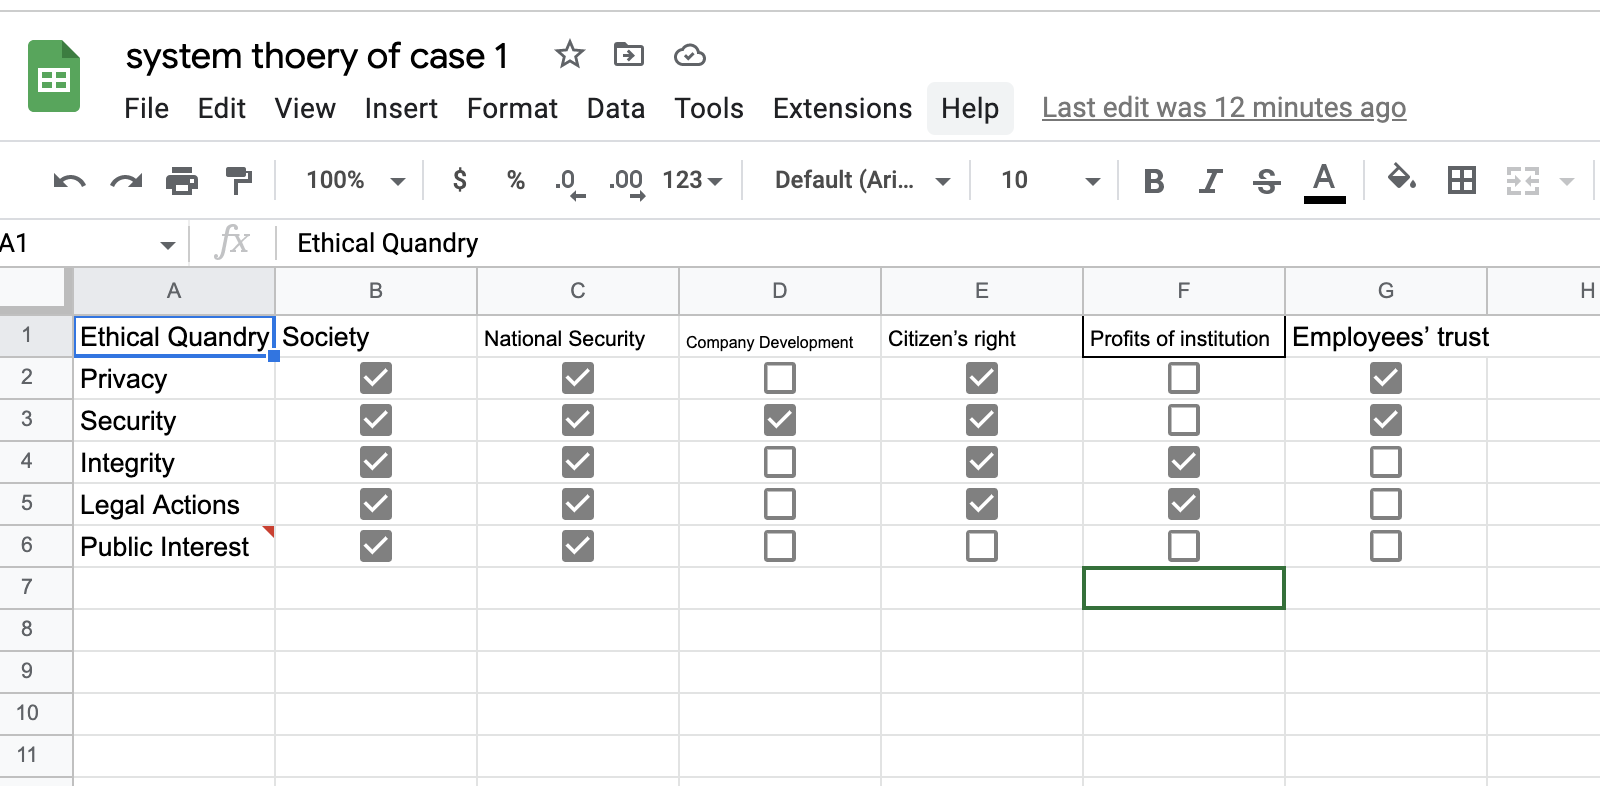 system thoery of case 1
File Edit View Insert Format Data Tools Extensions Help Last edit was 12 minutes ago
100% $ % .0 .00 123 Default (Ari... 10 B I S A
A1 fx Ethical Quandry
A B C D E F G H
1 Ethical Quandry Society National Security Company Development Citizen’s right Profits of institution Employees’ trust
2 Privacy
3 Security
4 Integrity
5 Legal Actions
6 Public Interest
7
8
9
10
11